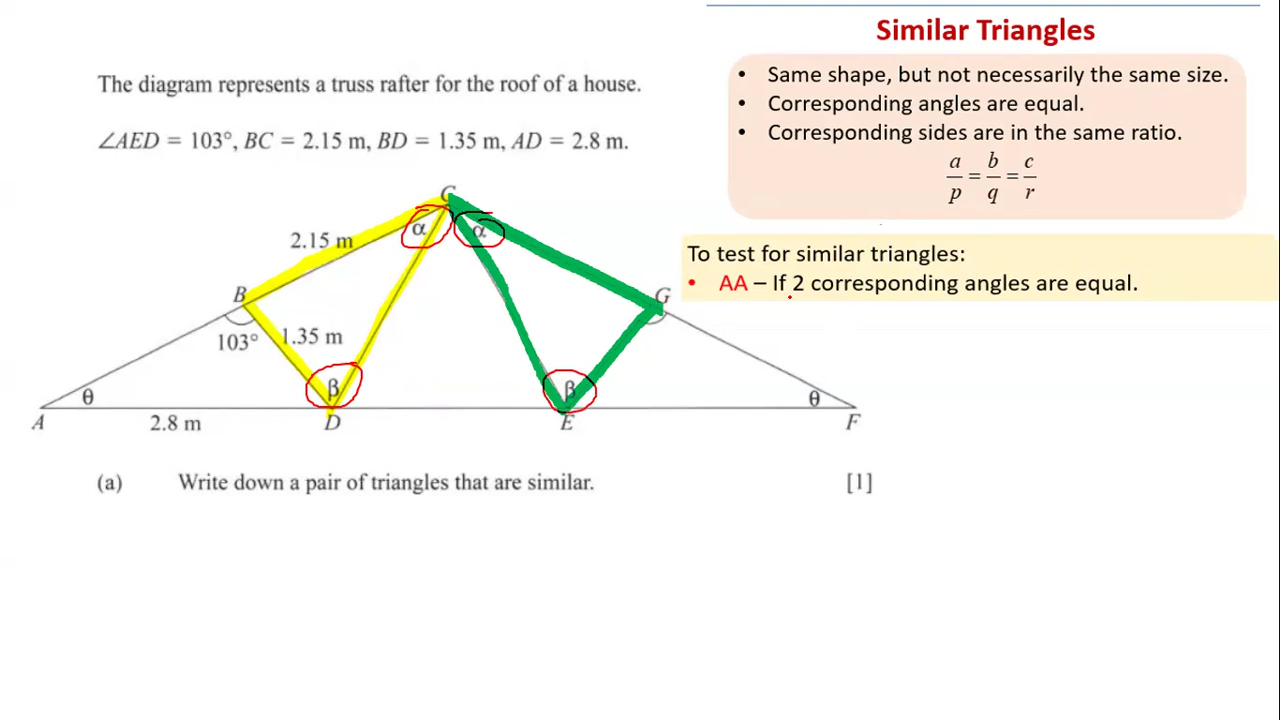 Similar Triangles
• Same shape, but not necessarily the same size.
• Corresponding angles are equal.
• Corresponding sides are in the same ratio.
a/p = b/q = c/r
To test for similar triangles:
• AA – If 2 corresponding angles are equal.
The diagram represents a truss rafter for the roof of a house.
∠AED = 103°, BC = 2.15 m, BD = 1.35 m, AD = 2.8 m.
C
α
α
2.15 m
B
G
103°
1.35 m
β
β
θ
θ
A
2.8 m
D
E
F
(a) Write down a pair of triangles that are similar. [1]